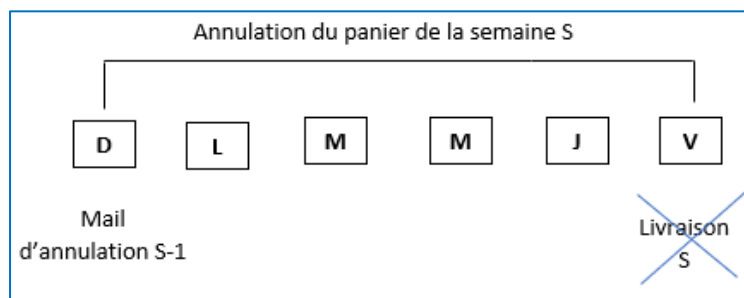 Annulation du panier de la semaine S
D L M M J V
Mail
d’annulation S-1
Livraison
S